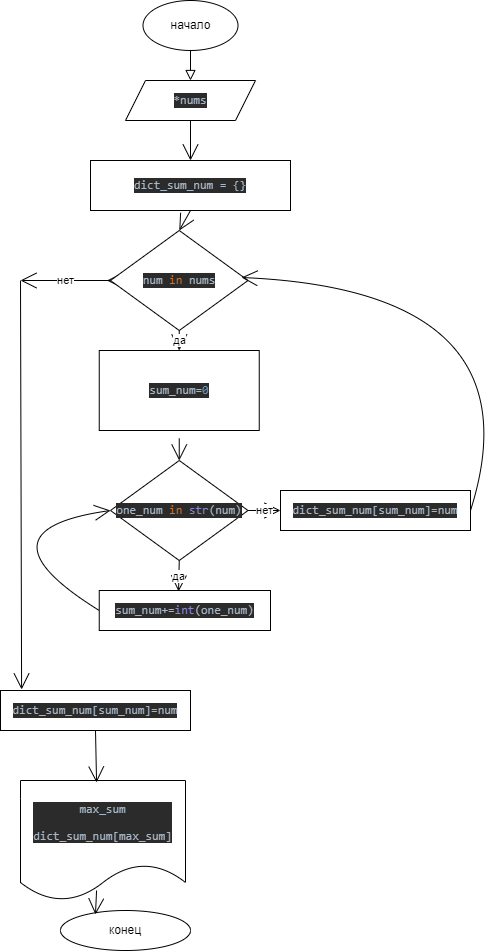 начало
*nums
dict_sum_num = {}
num in nums
нет
да
sum_num=0
one_num in str(num)
нет
dict_sum_num[sum_num]=num
да
sum_num+=int(one_num)
dict_sum_num[sum_num]=num
max_sum
dict_sum_num[max_sum]
конец